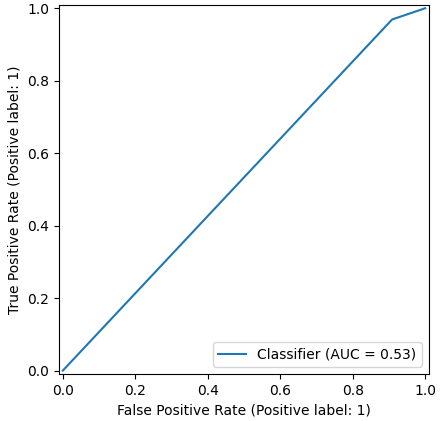 1.0
0.8
0.6
0.4
0.2
0.0
True Positive Rate (Positive label: 1)
Classifier (AUC = 0.53)
0.0 0.2 0.4 0.6 0.8 1.0
False Positive Rate (Positive label: 1)